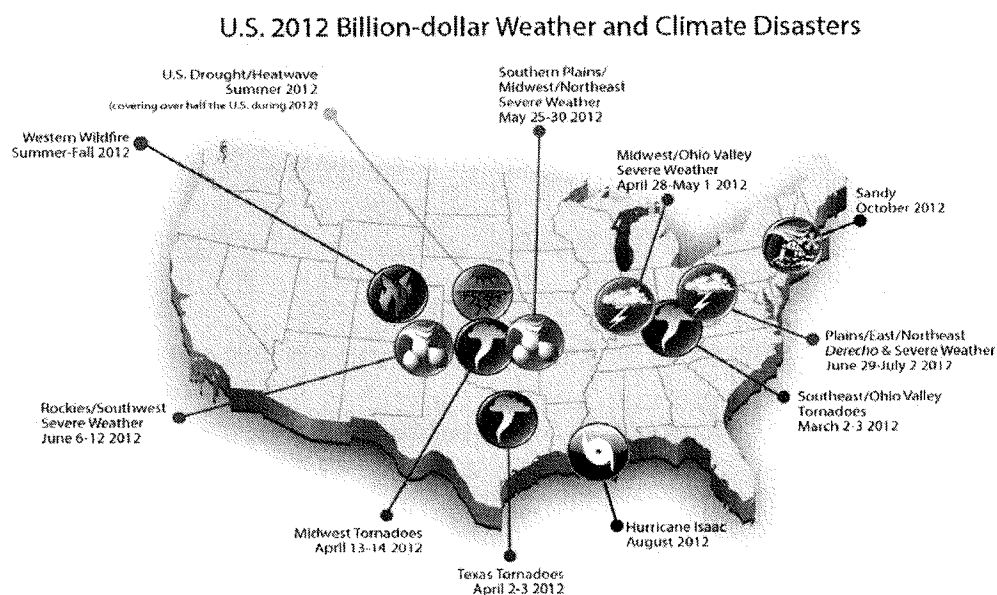 U.S. 2012 Billion-dollar Weather and Climate Disasters
U.S. Drought/Heatwave
Summer 2012
(covering over half the U.S. during 2012)
Southern Plains/
Midwest/Northeast
Severe Weather
May 25-30 2012
Western Wildfire
Summer-Fall 2012
Midwest/Ohio Valley
Severe Weather
April 28-May 1 2012
Sandy
October 2012
Plains/East/Northeast
Derecho & Severe Weather
June 29-July 2 2012
Southeast/Ohio Valley
Tornadoes
March 2-3 2012
Rockies/Southwest
Severe Weather
June 6-12 2012
Midwest Tornadoes
April 13-14 2012
Texas Tornadoes
April 2-3 2012
Hurricane Isaac
August 2012